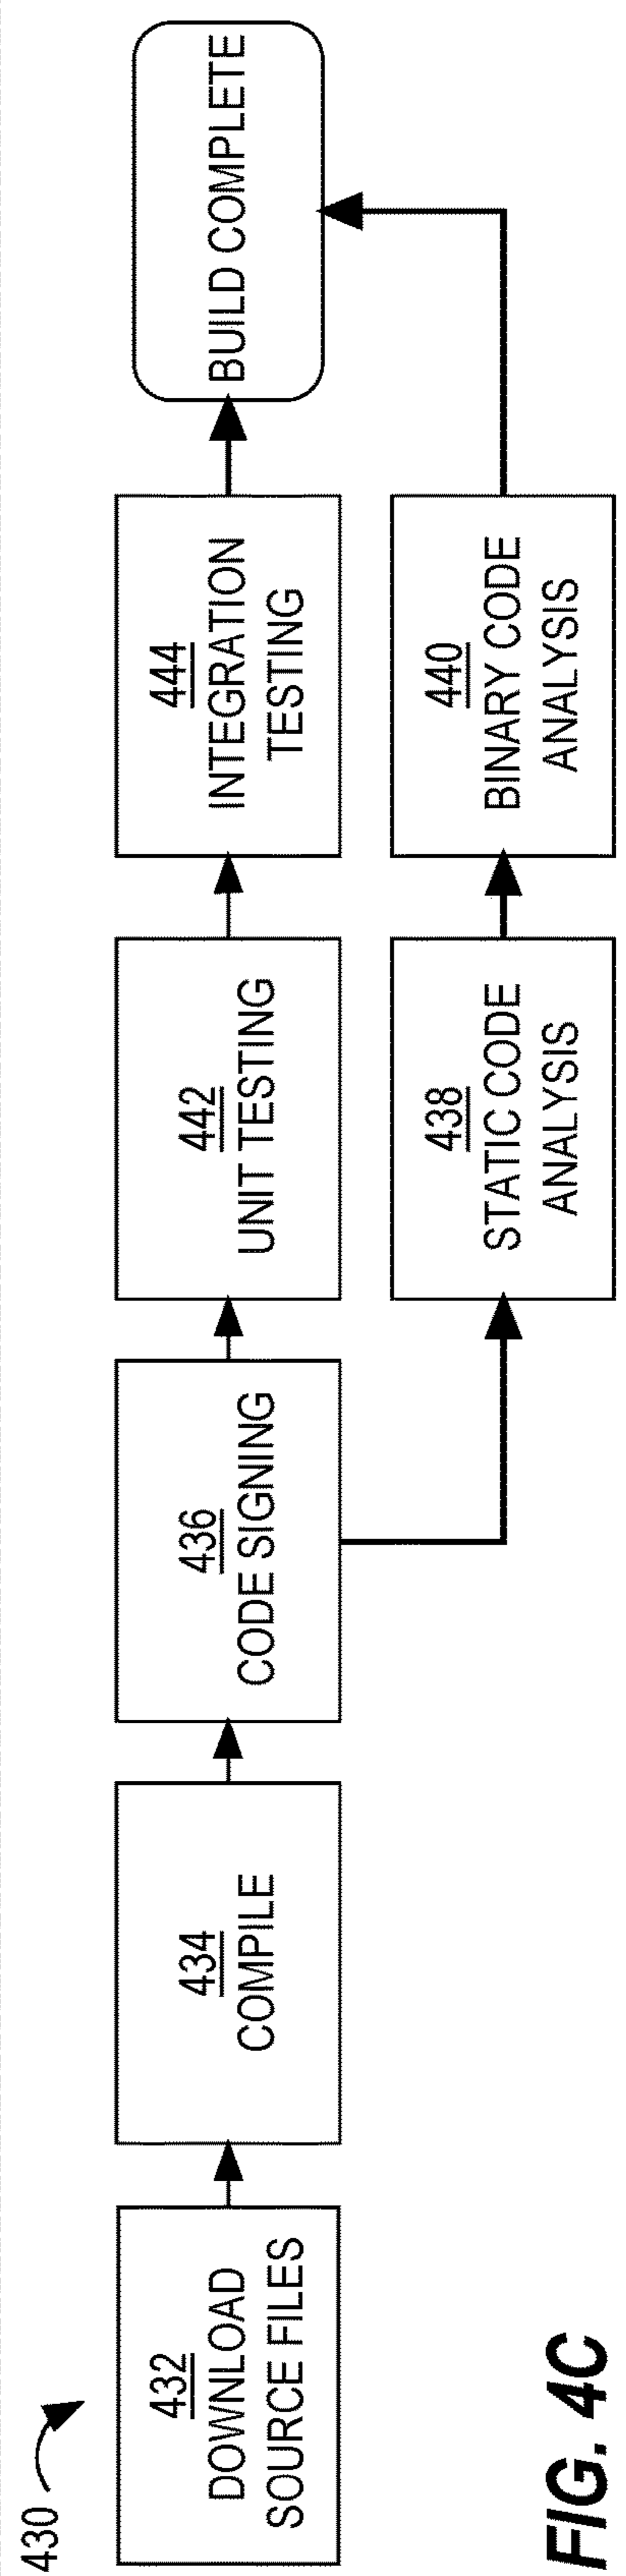 430
432
DOWNLOAD
SOURCE FILES
434
COMPILE
436
CODE SIGNING
442
UNIT TESTING
444
INTEGRATION
TESTING
BUILD COMPLETE
438
STATIC CODE
ANALYSIS
440
BINARY CODE
ANALYSIS
FIG. 4C